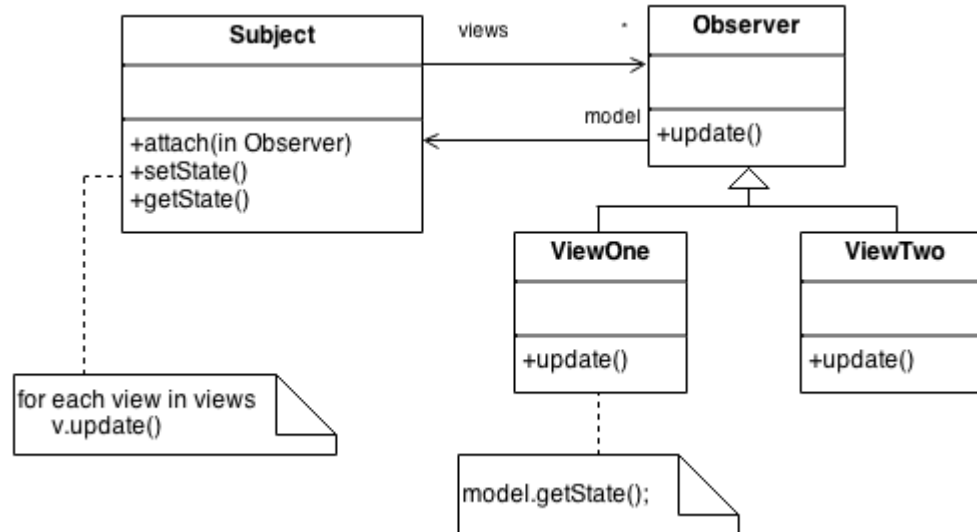 Subject
views
*
Observer
+attach(in Observer)
+setState()
+getState()
model
+update()
ViewOne
+update()
ViewTwo
+update()
for each view in views
v.update()
model.getState();